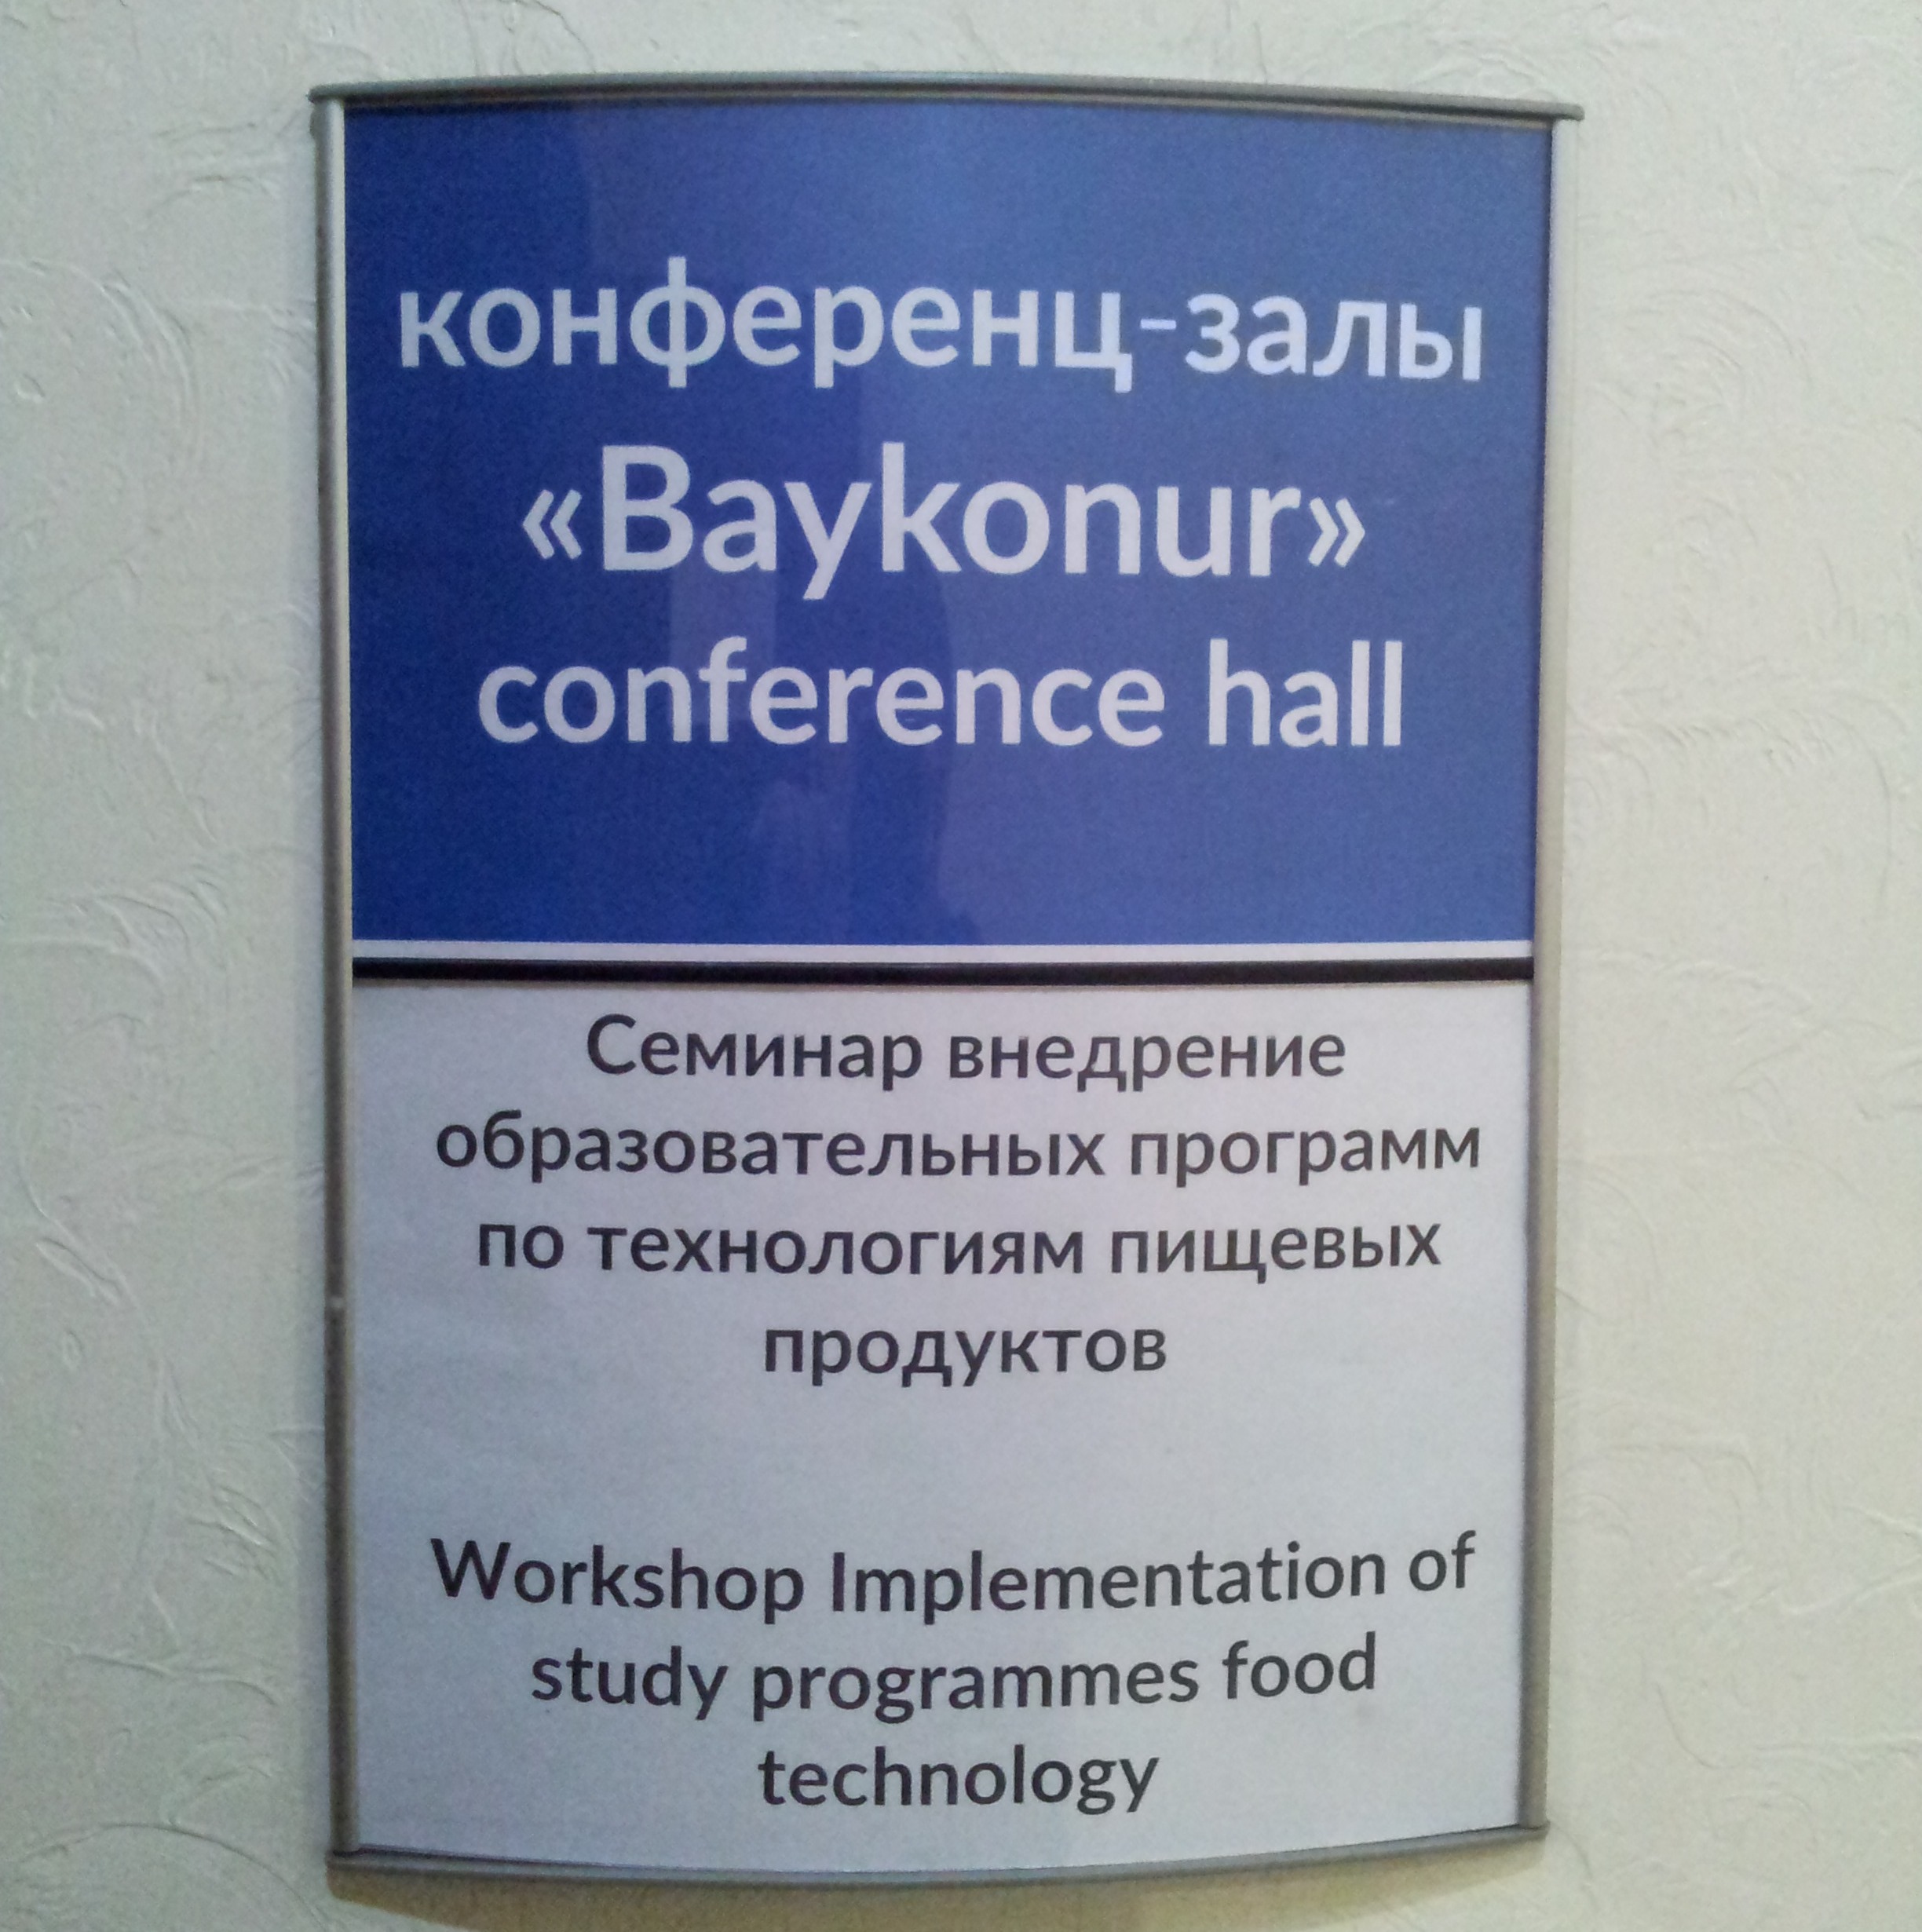 конференц-залы
«Baykonur»
conference hall
Семинар внедрение
образовательных программ
по технологиям пищевых
продуктов
Workshop Implementation of
study programmes food
technology